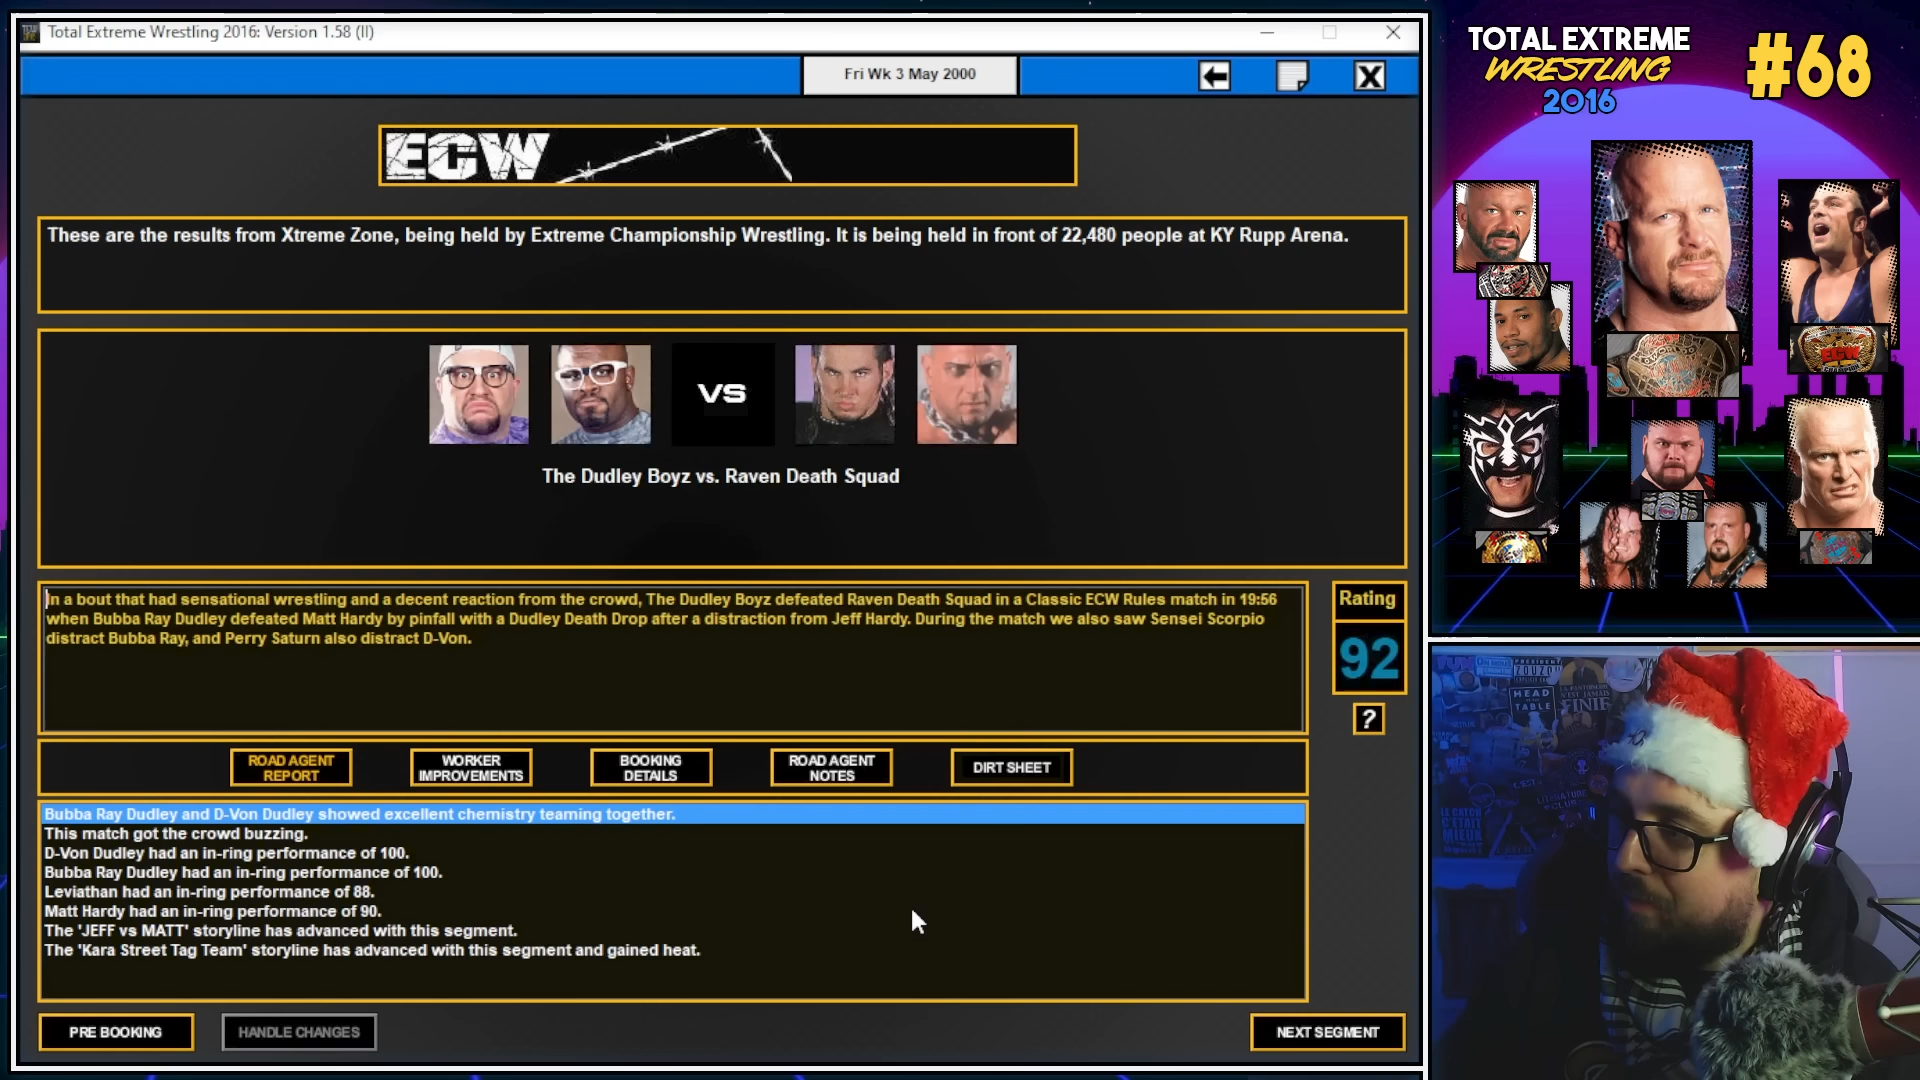 Total Extreme Wrestling 2016: Version 1.58 (II)
Fri Wk 3 May 2000
ECW
These are the results from Xtreme Zone, being held by Extreme Championship Wrestling. It is being held in front of 22,480 people at KY Rupp Arena.
VS
The Dudley Boyz vs. Raven Death Squad
In a bout that had sensational wrestling and a decent reaction from the crowd, The Dudley Boyz defeated Raven Death Squad in a Classic ECW Rules match in 19:56
when Bubba Ray Dudley defeated Matt Hardy by pinfall with a Dudley Death Drop after a distraction from Jeff Hardy. During the match we also saw Sensei Scorpio
distract Bubba Ray, and Perry Saturn also distract D-Von.
Rating
92
?
ROAD AGENT
REPORT
WORKER
IMPROVEMENTS
BOOKING
DETAILS
ROAD AGENT
NOTES
DIRT SHEET
Bubba Ray Dudley and D-Von Dudley showed excellent chemistry teaming together.
This match got the crowd buzzing.
D-Von Dudley had an in-ring performance of 100.
Bubba Ray Dudley had an in-ring performance of 100.
Leviathan had an in-ring performance of 88.
Matt Hardy had an in-ring performance of 90.
The 'JEFF vs MATT' storyline has advanced with this segment.
The 'Kara Street Tag Team' storyline has advanced with this segment and gained heat.
PRE BOOKING
HANDLE CHANGES
NEXT SEGMENT
TOTAL EXTREME
WRESTLING
2016
#68
HEAD
TABLE
FINIE
LE CATCH
C'ÉTAIT
MIEUX